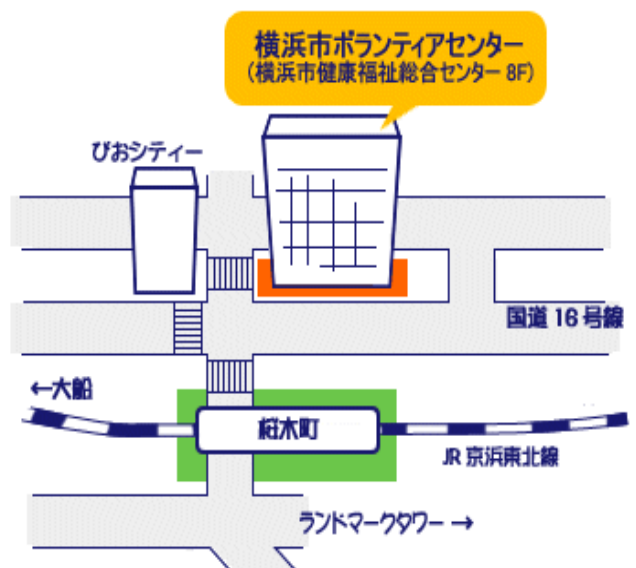 横浜市ボランティアセンター
(横浜市健康福祉総合センター 8F)
ぴおシティー
国道 16 号線
←大船
桜木町
JR 京浜東北線
ランドマークタワー →